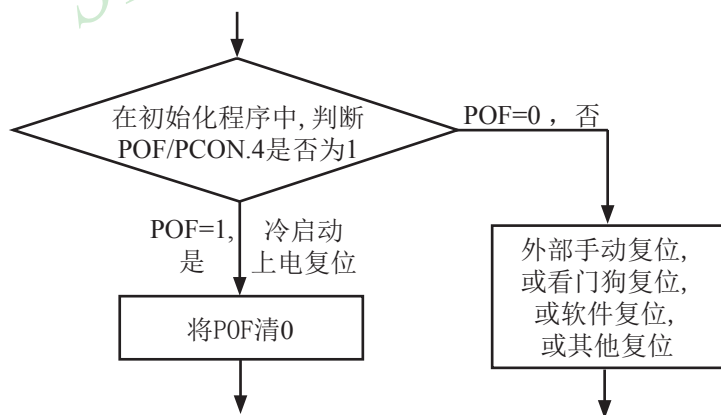 在初始化程序中,判断
POF/PCON.4是否为1
POF=0，否
POF=1,
是
冷启动
上电复位
外部手动复位,
或看门狗复位,
或软件复位,
或其他复位
将POF清0